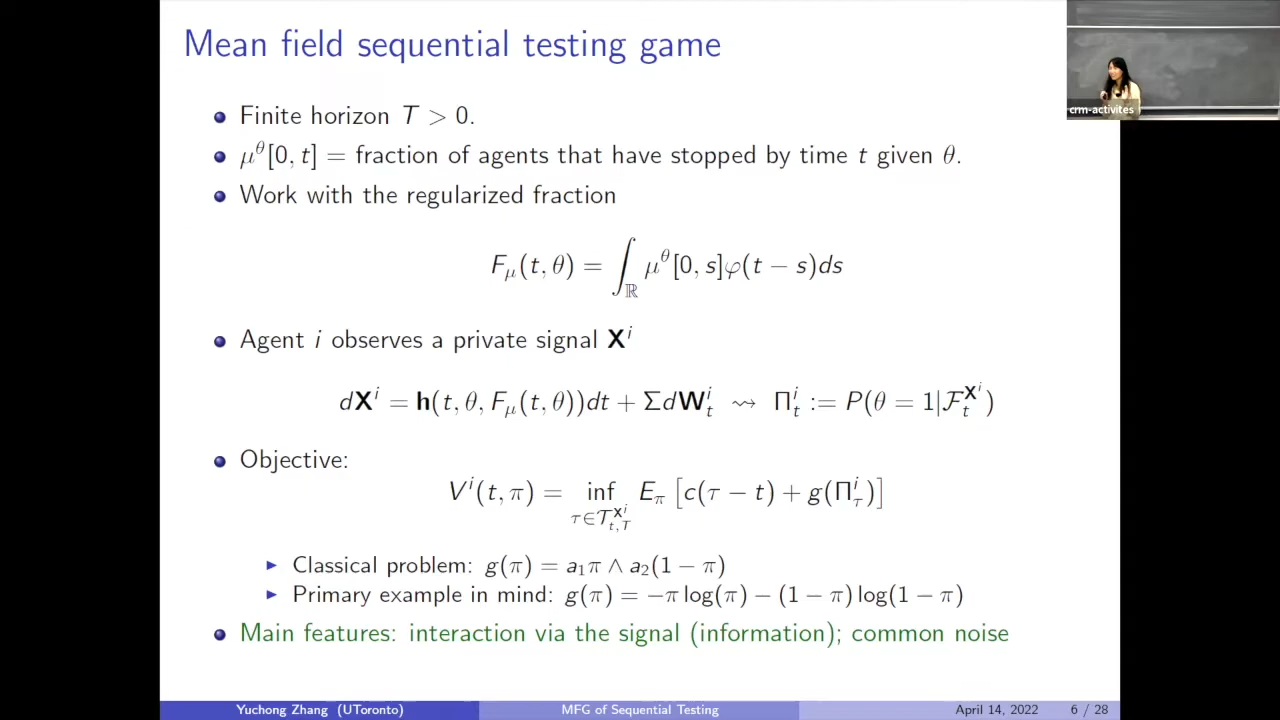 Mean field sequential testing game
crm-activites
Finite horizon T > 0.
μ^θ[0, t] = fraction of agents that have stopped by time t given θ.
Work with the regularized fraction
F_μ(t, θ) = ∫_ℝ μ^θ[0, s]φ(t − s)ds
Agent i observes a private signal X^i
dX^i = h(t, θ, F_μ(t, θ))dt + ΣdW^i_t ⇝ Π^i_t := P(θ = 1|F^{X^i}_t)
Objective:
V^i(t, π) = inf_{τ∈T^{X^i}_{t,T}} E_π [c(τ − t) + g(Π^i_τ)]
Classical problem: g(π) = a₁π ∧ a₂(1 − π)
Primary example in mind: g(π) = −π log(π) − (1 − π) log(1 − π)
Main features: interaction via the signal (information); common noise
Yuchong Zhang (UToronto) MFG of Sequential Testing April 14, 2022 6 / 28